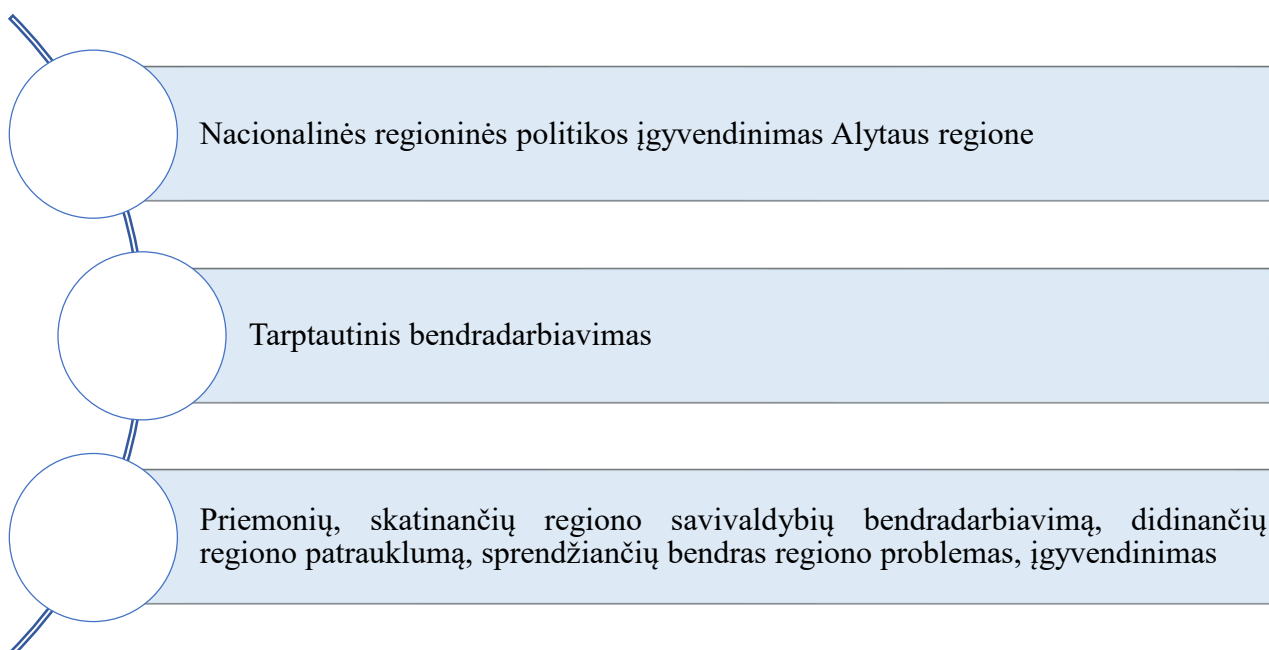 Nacionalinės regioninės politikos įgyvendinimas Alytaus regione
Tarptautinis bendradarbiavimas
Priemonių, skatinančių regiono savivaldybių bendradarbiavimą, didinančių
regiono patrauklumą, sprendžiančių bendras regiono problemas, įgyvendinimas